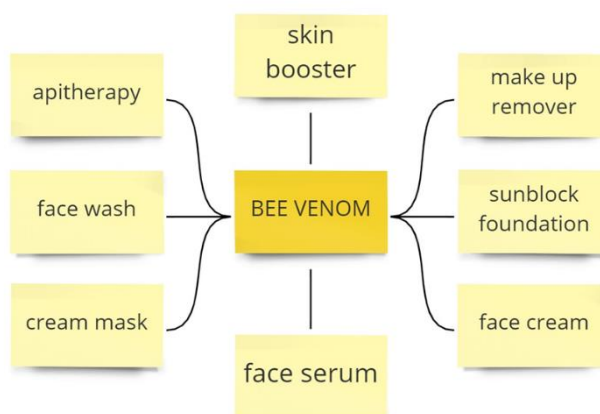 skin
booster
apitherapy
make up
remover
face wash
BEE VENOM
sunblock
foundation
cream mask
face cream
face serum